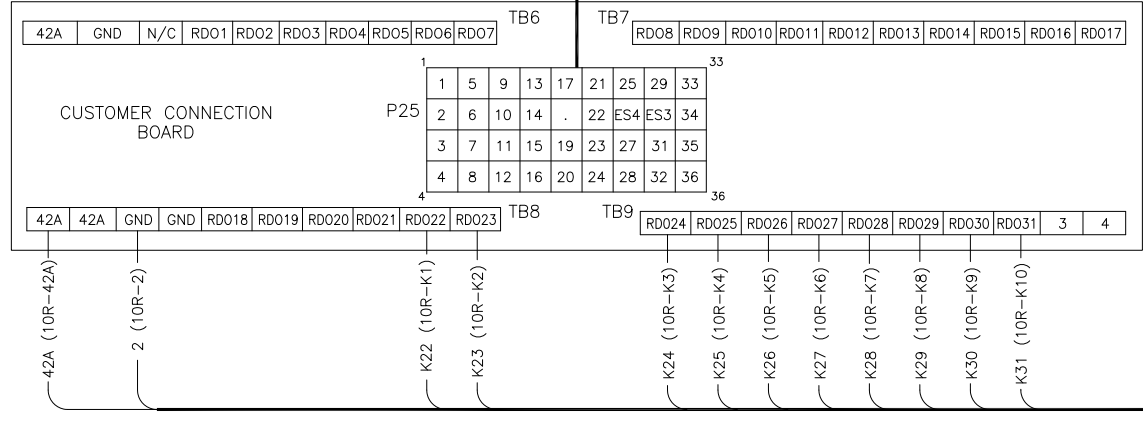 TB6 TB7
42A GND N/C RDO1 RDO2 RDO3 RDO4 RDO5 RDO6 RDO7
RDO8 RDO9 RDO10 RDO11 RDO12 RDO13 RDO14 RDO15 RDO16 RDO17
1 33
1 5 9 13 17 21 25 29 33
CUSTOMER CONNECTION
BOARD
P25
2 6 10 14 . 22 ES4 ES3 34
3 7 11 15 19 23 27 31 35
4 8 12 16 20 24 28 32 36
4 36
TB8 TB9
42A 42A GND GND RDO18 RDO19 RDO20 RDO21 RDO22 RDO23
RDO24 RDO25 RDO26 RDO27 RDO28 RDO29 RDO30 RDO31 3 4
42A (10R-42A)
2 (10R-2)
K22 (10R-K1)
K23 (10R-K2)
K24 (10R-K3)
K25 (10R-K4)
K26 (10R-K5)
K27 (10R-K6)
K28 (10R-K7)
K29 (10R-K8)
K30 (10R-K9)
K31 (10R-K10)